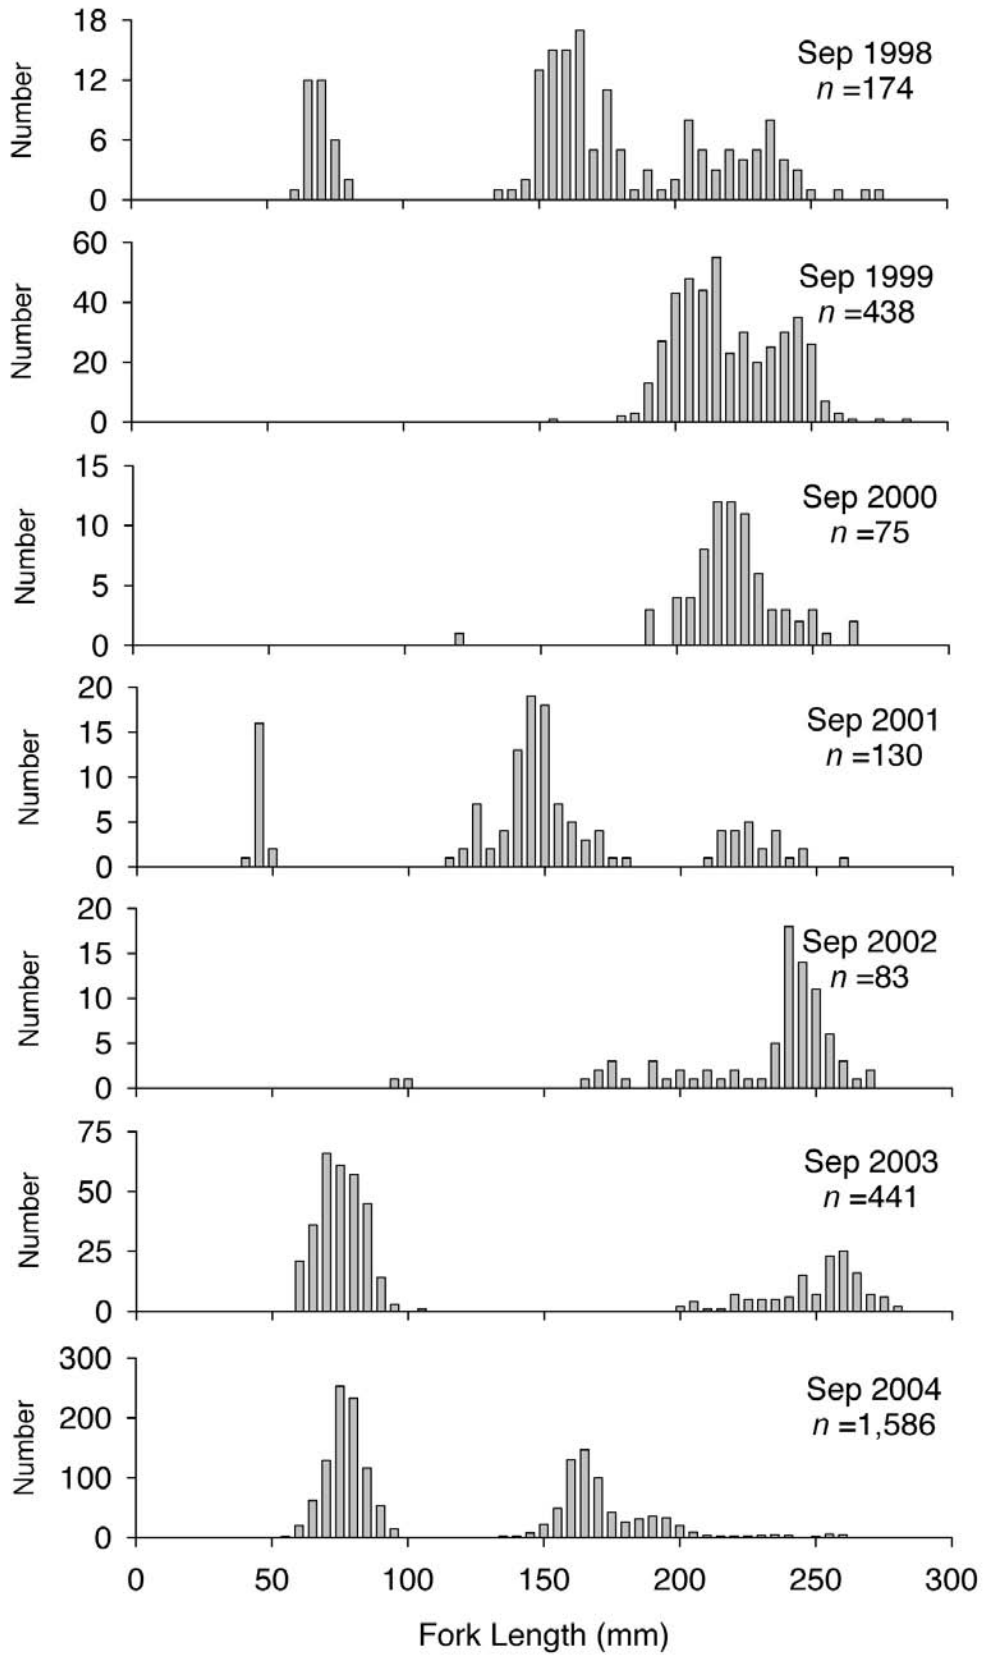 18
12
6
0
Number
Sep 1998
n =174
60
40
20
0
Number
Sep 1999
n =438
15
10
5
0
Number
Sep 2000
n =75
20
15
10
5
0
Number
Sep 2001
n =130
20
15
10
5
0
Number
Sep 2002
n =83
75
50
25
0
Number
Sep 2003
n =441
300
200
100
0
Number
Sep 2004
n =1,586
0 50 100 150 200 250 300
Fork Length (mm)